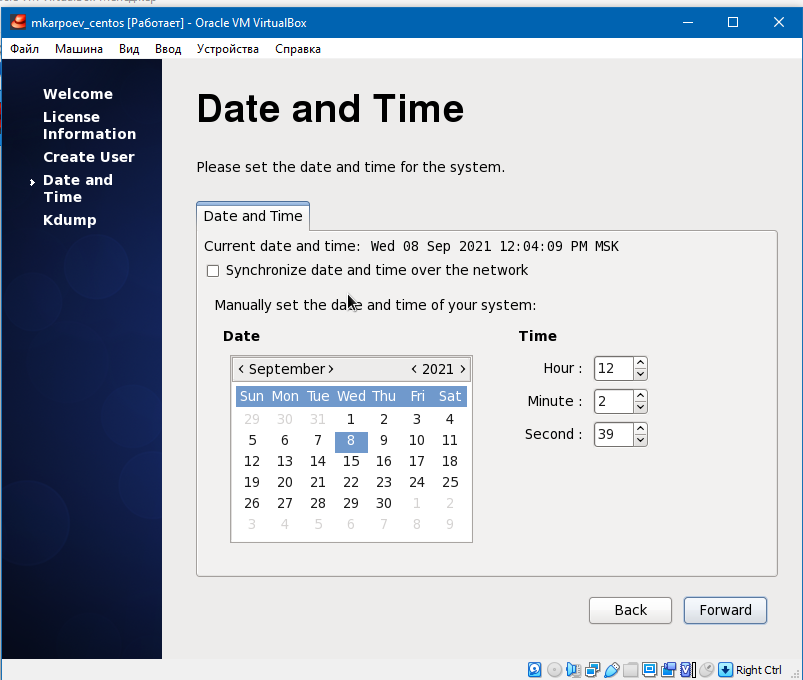 mkarpoev_centos [Работает] - Oracle VM VirtualBox
Файл Машина Вид Ввод Устройства Справка
Welcome
License
Information
Create User
Date and
Time
Kdump
Date and Time
Please set the date and time for the system.
Date and Time
Current date and time: Wed 08 Sep 2021 12:04:09 PM MSK
Synchronize date and time over the network
Manually set the date and time of your system:
Date
< September > < 2021 >
Sun Mon Tue Wed Thu Fri Sat
29 30 31 1 2 3 4
5 6 7 8 9 10 11
12 13 14 15 16 17 18
19 20 21 22 23 24 25
26 27 28 29 30 1 2
3 4 5 6 7 8 9
Time
Hour : 12
Minute : 2
Second : 39
Back Forward
Right Ctrl